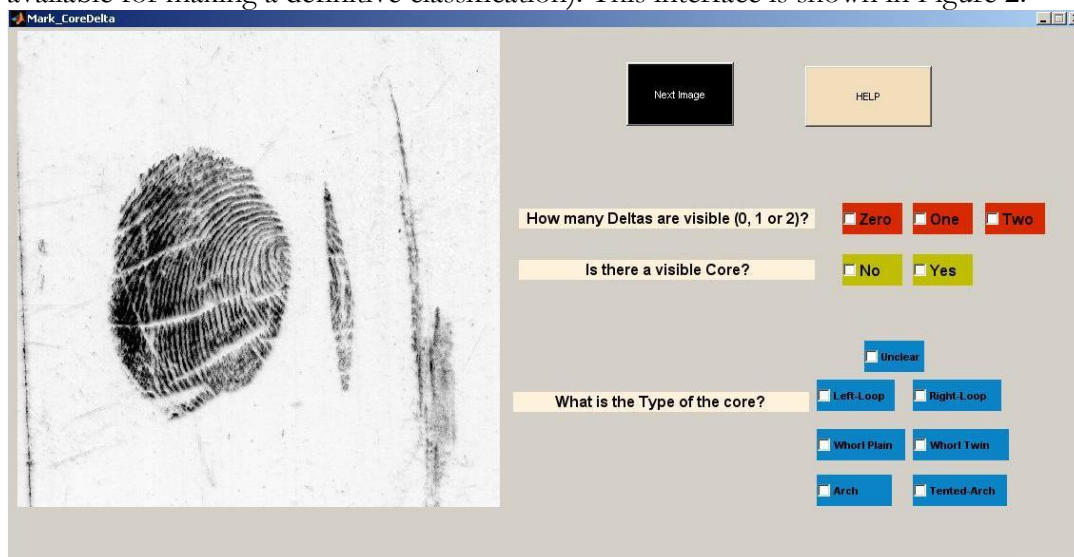 available for making a definitive classification). This interface is shown in Figure 2.
Mark_CoreDelta
Next Image
HELP
How many Deltas are visible (0, 1 or 2)?
Zero
One
Two
Is there a visible Core?
No
Yes
Unclear
What is the Type of the core?
Left-Loop
Right-Loop
Whorl Plain
Whorl Twin
Arch
Tented-Arch